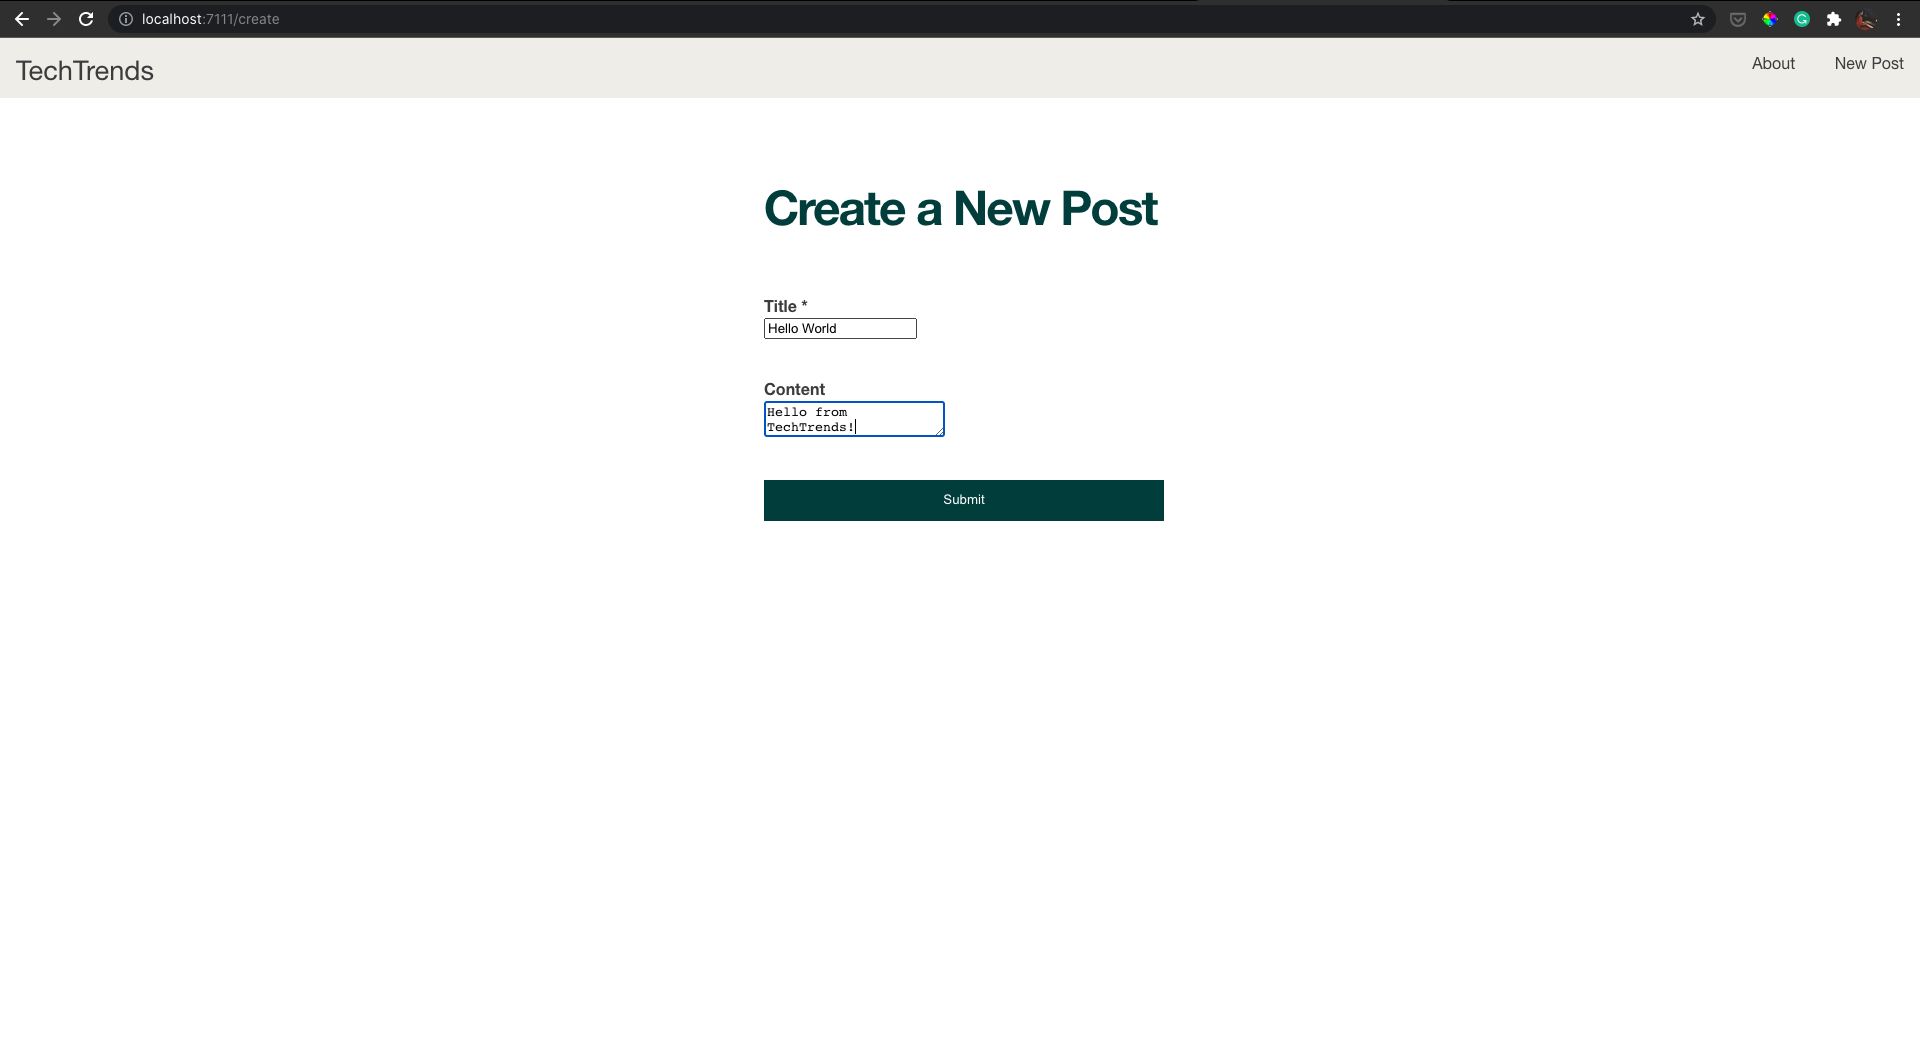 localhost:7111/create
TechTrends
About
New Post
Create a New Post
Title *
Hello World
Content
Hello from
TechTrends!
Submit